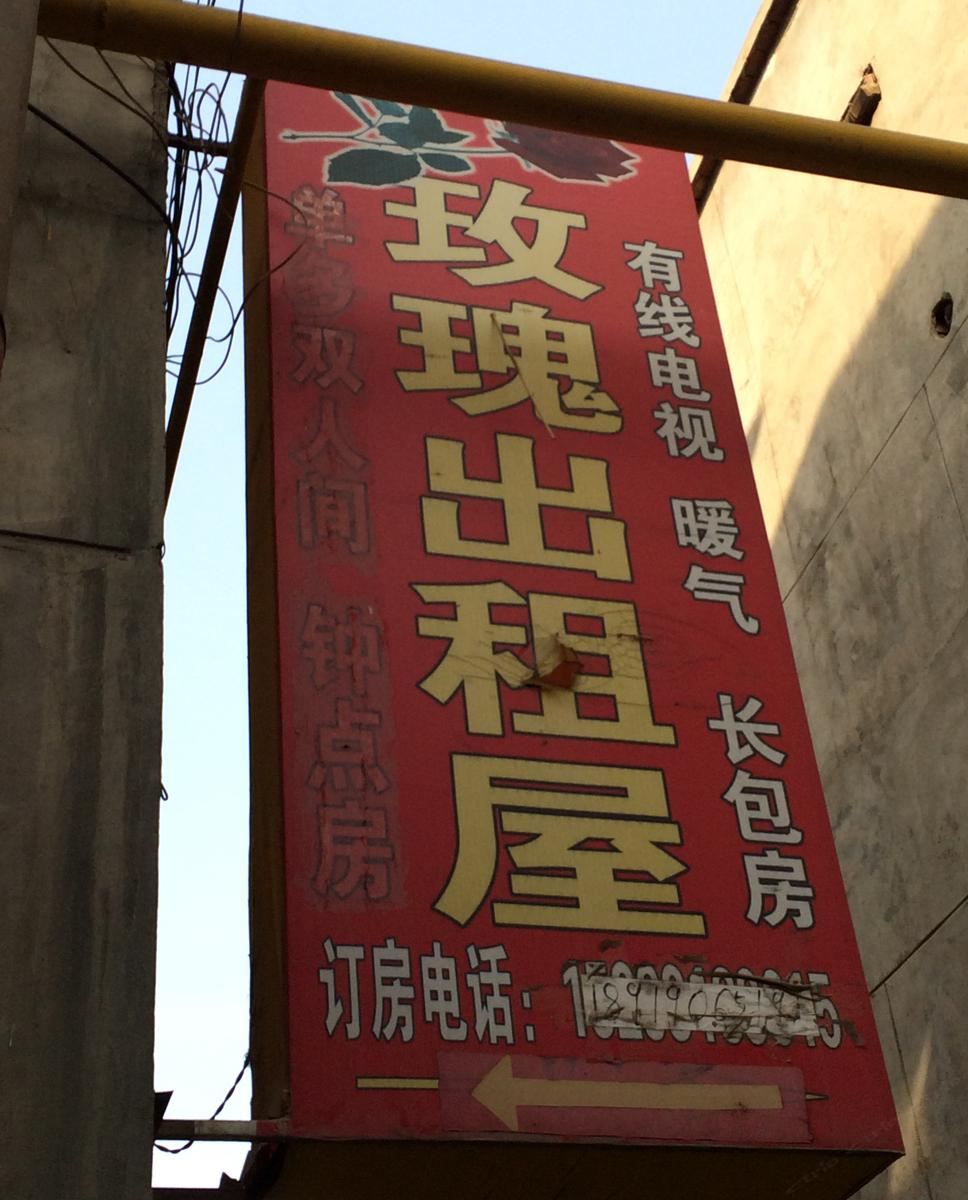 有线电视 暖气 长包房
玫瑰出租屋
单多双人间 钟点房
订房电话: